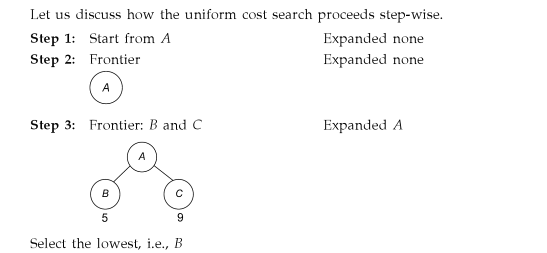 Let us discuss how the uniform cost search proceeds step-wise.
Step 1: Start from A Expanded none
Step 2: Frontier Expanded none
A
Step 3: Frontier: B and C Expanded A
A
B C
5 9
Select the lowest, i.e., B